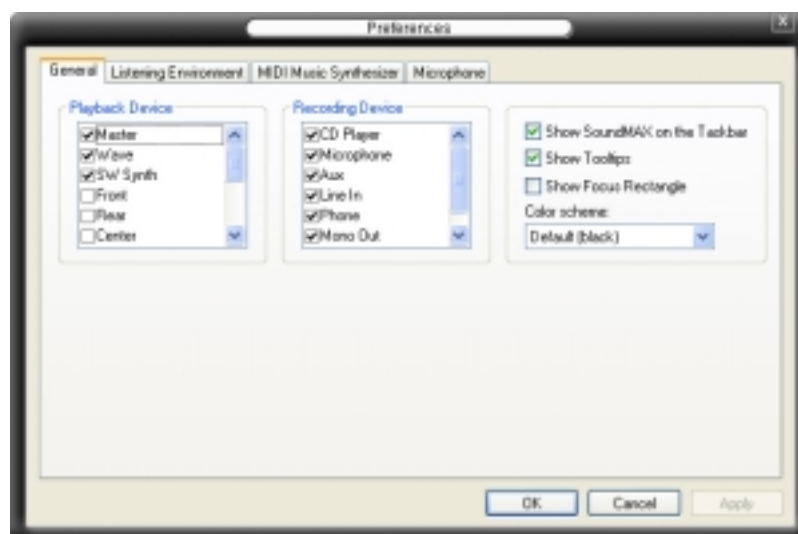 Preferences
General
Listening Environment
MIDI Music Synthesizer
Microphone
Playback Device
Master
Wave
SW Synth
Front
Rear
Center
Recording Device
CD Player
Microphone
Aux
Line In
Phone
Mono Out
Show SoundMAX on the Taskbar
Show Tooltips
Show Focus Rectangle
Color scheme:
Default (black)
OK
Cancel
Apply